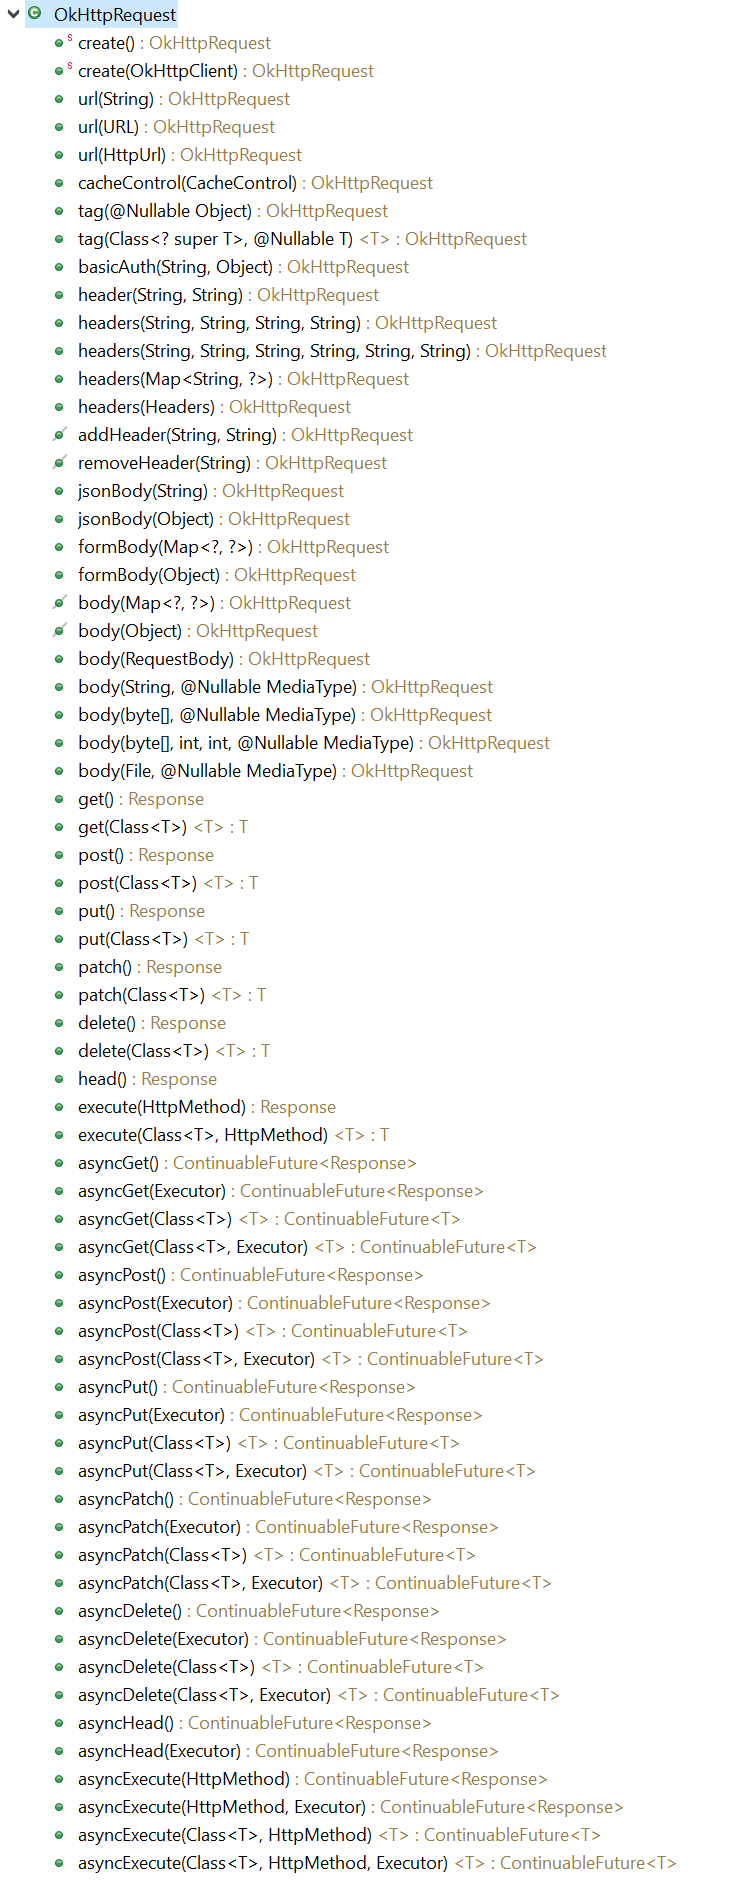 OkHttpRequest
create() : OkHttpRequest
create(OkHttpClient) : OkHttpRequest
url(String) : OkHttpRequest
url(URL) : OkHttpRequest
url(HttpUrl) : OkHttpRequest
cacheControl(CacheControl) : OkHttpRequest
tag(@Nullable Object) : OkHttpRequest
tag(Class<? super T>, @Nullable T) <T> : OkHttpRequest
basicAuth(String, Object) : OkHttpRequest
header(String, String) : OkHttpRequest
headers(String, String, String, String) : OkHttpRequest
headers(String, String, String, String, String, String) : OkHttpRequest
headers(Map<String, ?>) : OkHttpRequest
headers(Headers) : OkHttpRequest
addHeader(String, String) : OkHttpRequest
removeHeader(String) : OkHttpRequest
jsonBody(String) : OkHttpRequest
jsonBody(Object) : OkHttpRequest
formBody(Map<?, ?>) : OkHttpRequest
formBody(Object) : OkHttpRequest
body(Map<?, ?>) : OkHttpRequest
body(Object) : OkHttpRequest
body(RequestBody) : OkHttpRequest
body(String, @Nullable MediaType) : OkHttpRequest
body(byte[], @Nullable MediaType) : OkHttpRequest
body(byte[], int, int, @Nullable MediaType) : OkHttpRequest
body(File, @Nullable MediaType) : OkHttpRequest
get() : Response
get(Class<T>) <T> : T
post() : Response
post(Class<T>) <T> : T
put() : Response
put(Class<T>) <T> : T
patch() : Response
patch(Class<T>) <T> : T
delete() : Response
delete(Class<T>) <T> : T
head() : Response
execute(HttpMethod) : Response
execute(Class<T>, HttpMethod) <T> : T
asyncGet() : ContinuableFuture<Response>
asyncGet(Executor) : ContinuableFuture<Response>
asyncGet(Class<T>) <T> : ContinuableFuture<T>
asyncGet(Class<T>, Executor) <T> : ContinuableFuture<T>
asyncPost() : ContinuableFuture<Response>
asyncPost(Executor) : ContinuableFuture<Response>
asyncPost(Class<T>) <T> : ContinuableFuture<T>
asyncPost(Class<T>, Executor) <T> : ContinuableFuture<T>
asyncPut() : ContinuableFuture<Response>
asyncPut(Executor) : ContinuableFuture<Response>
asyncPut(Class<T>) <T> : ContinuableFuture<T>
asyncPut(Class<T>, Executor) <T> : ContinuableFuture<T>
asyncPatch() : ContinuableFuture<Response>
asyncPatch(Executor) : ContinuableFuture<Response>
asyncPatch(Class<T>) <T> : ContinuableFuture<T>
asyncPatch(Class<T>, Executor) <T> : ContinuableFuture<T>
asyncDelete() : ContinuableFuture<Response>
asyncDelete(Executor) : ContinuableFuture<Response>
asyncDelete(Class<T>) <T> : ContinuableFuture<T>
asyncDelete(Class<T>, Executor) <T> : ContinuableFuture<T>
asyncHead() : ContinuableFuture<Response>
asyncHead(Executor) : ContinuableFuture<Response>
asyncExecute(HttpMethod) : ContinuableFuture<Response>
asyncExecute(HttpMethod, Executor) : ContinuableFuture<Response>
asyncExecute(Class<T>, HttpMethod) <T> : ContinuableFuture<T>
asyncExecute(Class<T>, HttpMethod, Executor) <T> : ContinuableFuture<T>